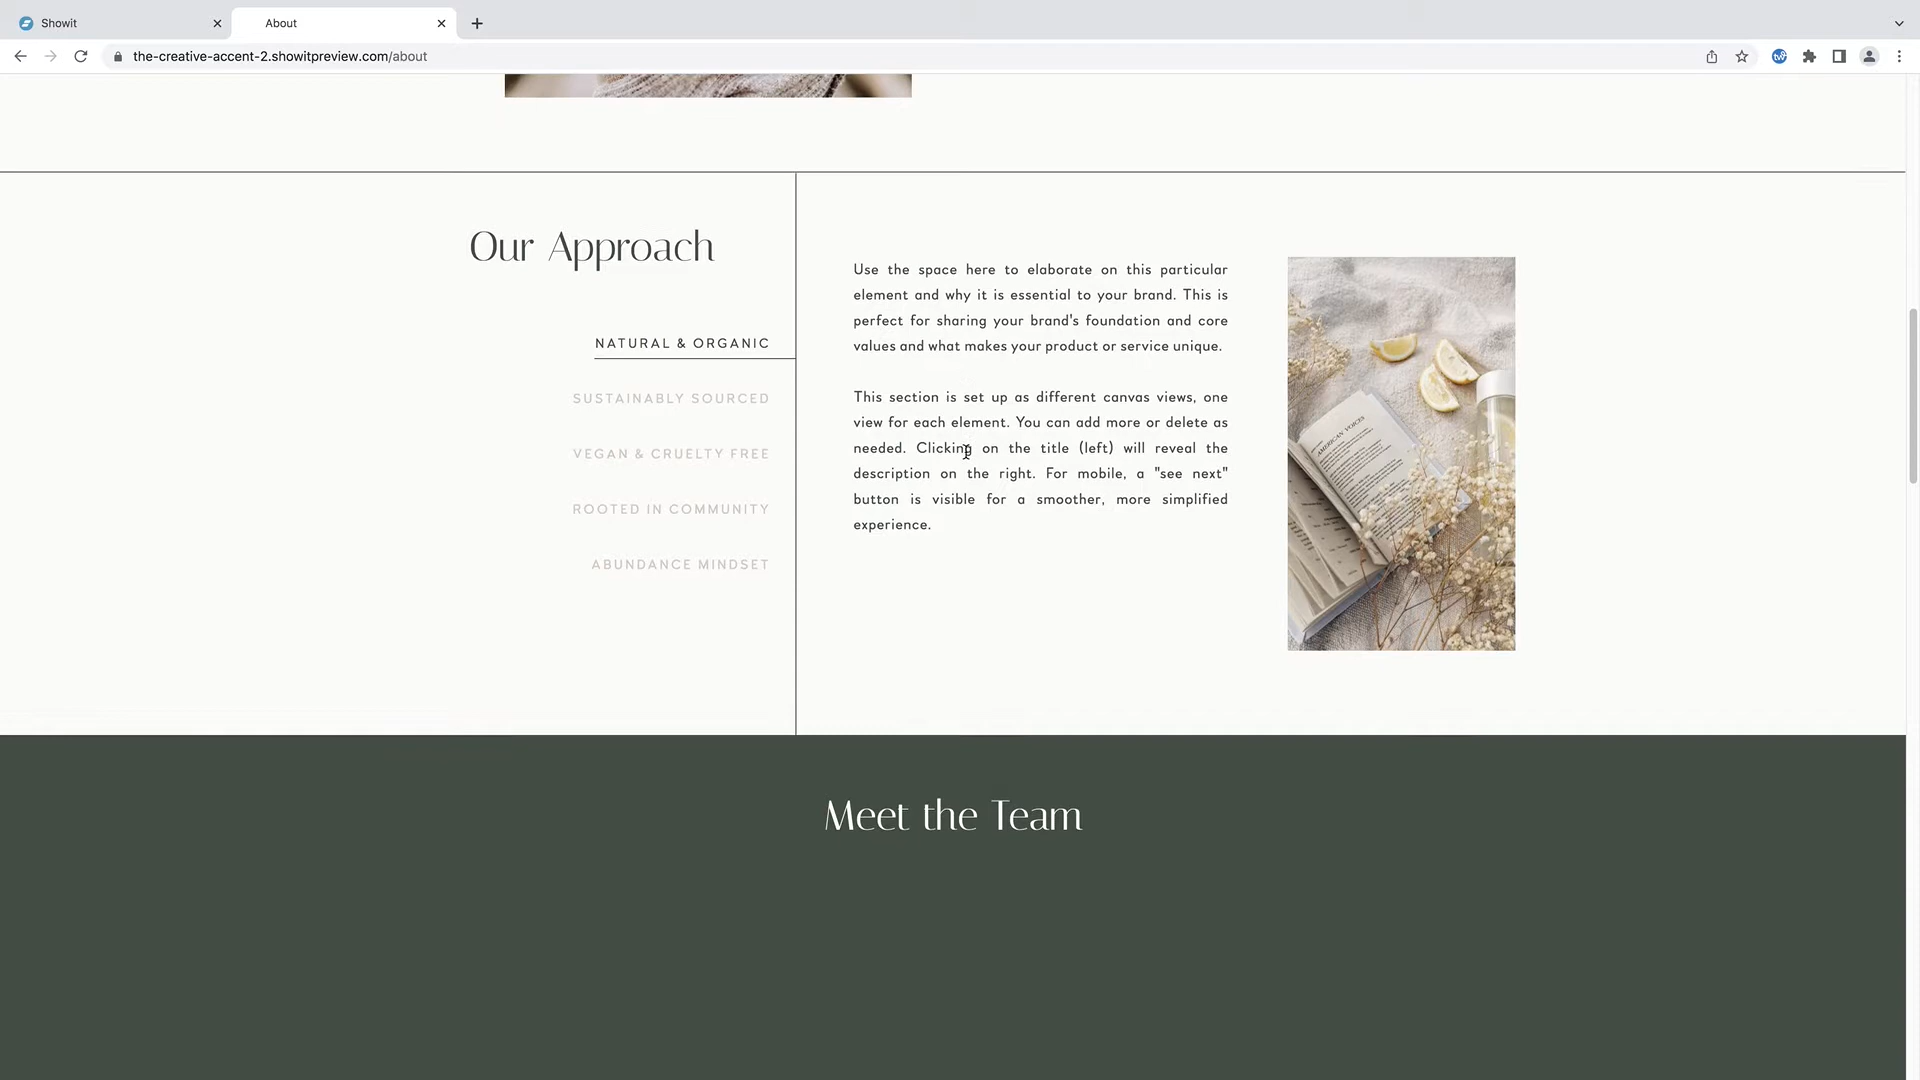 Showit
About
the-creative-accent-2.showitpreview.com/about
Our Approach
NATURAL & ORGANIC
SUSTAINABLY SOURCED
VEGAN & CRUELTY FREE
ROOTED IN COMMUNITY
ABUNDANCE MINDSET
Use the space here to elaborate on this particular
element and why it is essential to your brand. This is
perfect for sharing your brand's foundation and core
values and what makes your product or service unique.
This section is set up as different canvas views, one
view for each element. You can add more or delete as
needed. Clicking on the title (left) will reveal the
description on the right. For mobile, a "see next"
button is visible for a smoother, more simplified
experience.
AMERICAN VOICES
Meet the Team